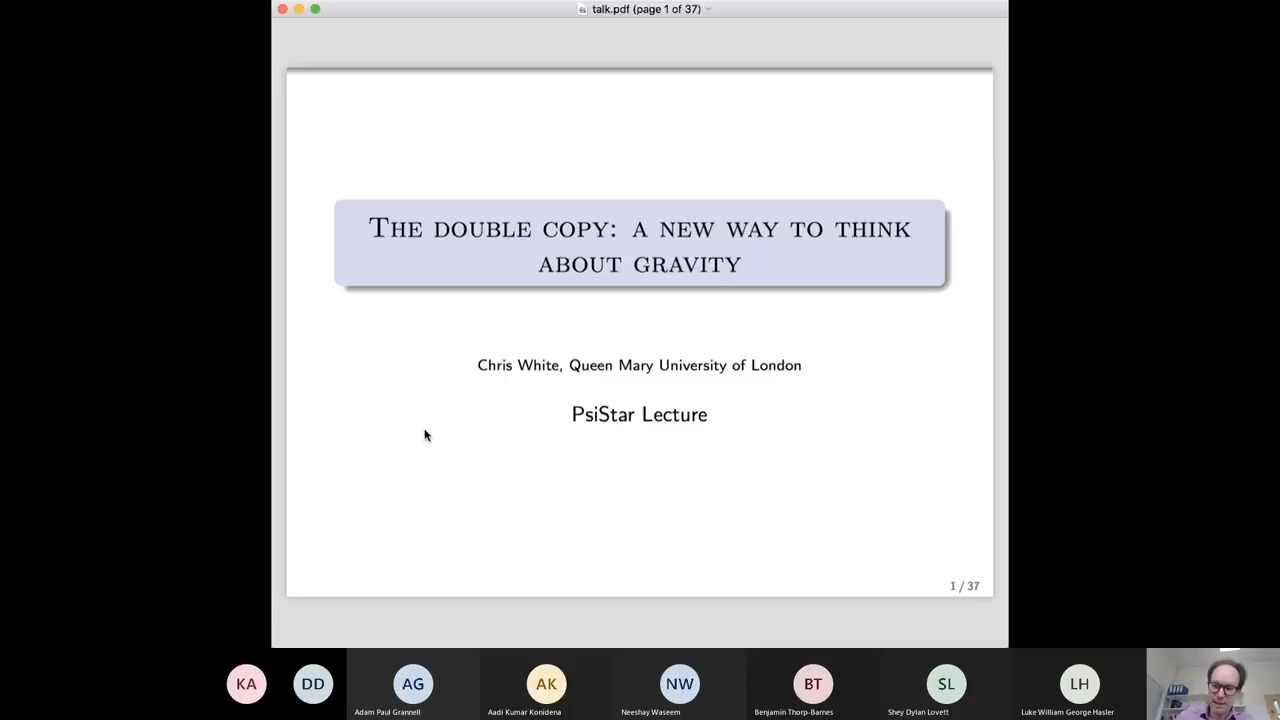 talk.pdf (page 1 of 37)
THE DOUBLE COPY: A NEW WAY TO THINK
ABOUT GRAVITY
Chris White, Queen Mary University of London
PsiStar Lecture
1 / 37
KA
DD
AG
AK
NW
BT
SL
LH
Adam Paul Grannell
Aadi Kumar Konidena
Neeshay Waseem
Benjamin Thorp-Barnes
Shey Dylan Lovett
Luke William George Hasler